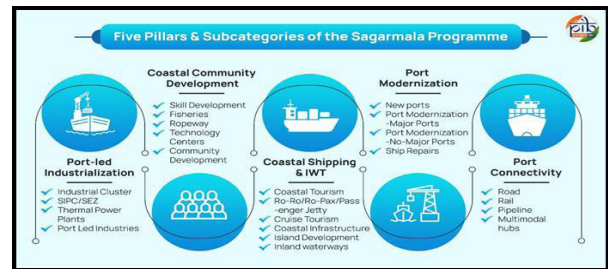 Five Pillars & Subcategories of the Sagarmala Programme
Coastal Community
Development
Skill Development
Fisheries
Ropeway
Technology
Centers
Community
Development
Port
Modernization
New ports
Port Modernization
-Major Ports
Port Modernization
-No-Major Ports
Ship Repairs
Port-led
Industrialization
Industrial Cluster
SIPC/SEZ
Thermal Power
Plants
Port Led Industries
Coastal Shipping
& IWT
Coastal Tourism
Ro-Ro/Ro-Pax/Pass
-enger Jetty
Cruise Tourism
Coastal Infrastructure
Island Development
Inland waterways
Port
Connectivity
Road
Rail
Pipeline
Multimodal
hubs